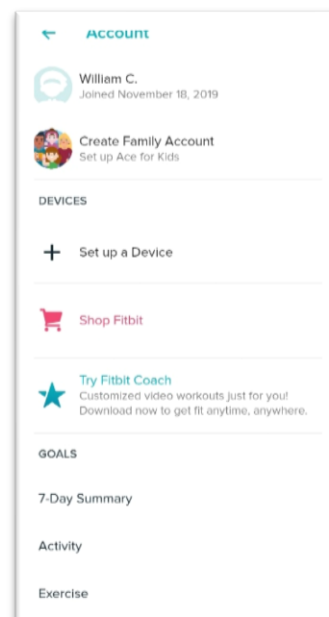 Account
William C.
Joined November 18, 2019
Create Family Account
Set up Ace for Kids
DEVICES
+ Set up a Device
Shop Fitbit
Try Fitbit Coach
Customized video workouts just for you!
Download now to get fit anytime, anywhere.
GOALS
7-Day Summary
Activity
Exercise